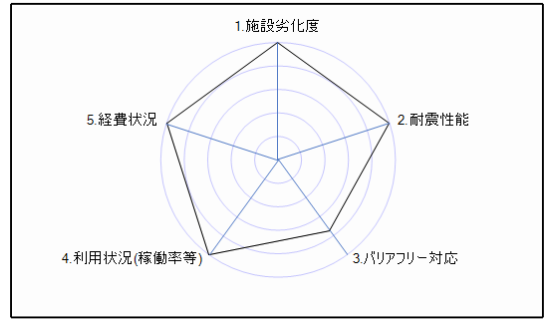 1.施設劣化度
5.経費状況
2.耐震性能
4.利用状況(稼働率等)
3.バリアフリー対応